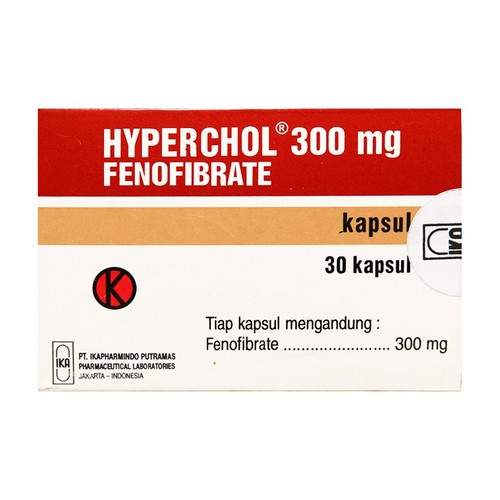 HYPERCHOL® 300 mg
FENOFIBRATE
kapsul
IKA
30 kapsul
K
Tiap kapsul mengandung :
Fenofibrate ........................ 300 mg
IKA
PT. IKAPHARMINDO PUTRAMAS
PHARMACEUTICAL LABORATORIES
JAKARTA – INDONESIA